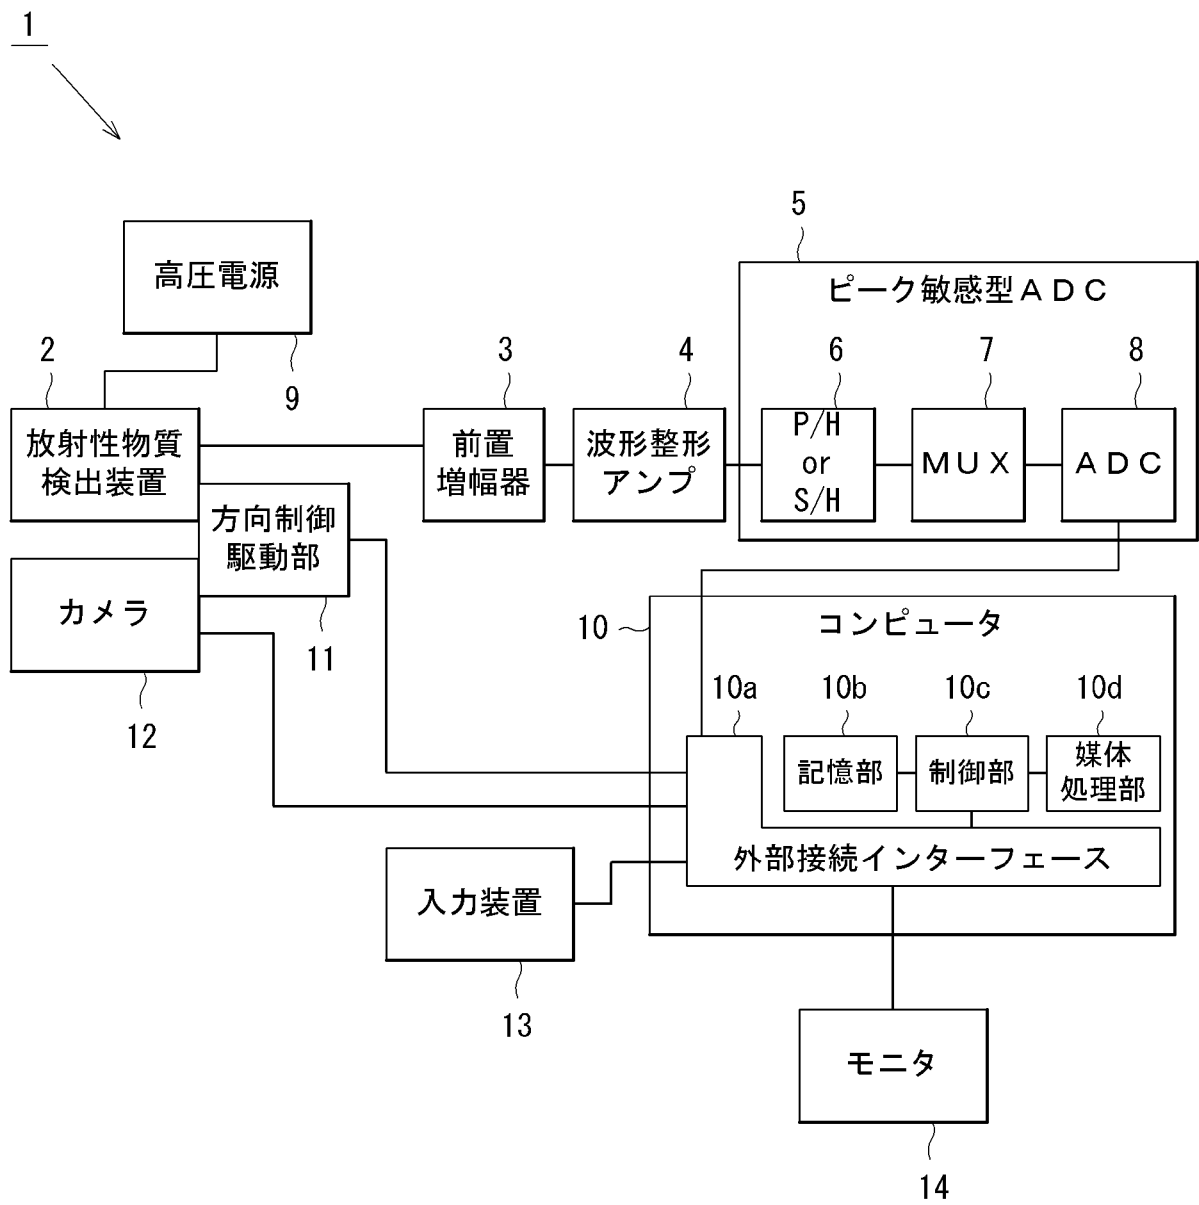 1
5
高圧電源
ピーク敏感型ADC
2
9
3
4
6
7
8
放射性物質
検出装置
前置
増幅器
波形整形
アンプ
P/H
or
S/H
MUX
ADC
方向制御
駆動部
11
カメラ
12
10
コンピュータ
10a
10b
10c
10d
記憶部
制御部
媒体
処理部
外部接続インターフェース
入力装置
13
モニタ
14